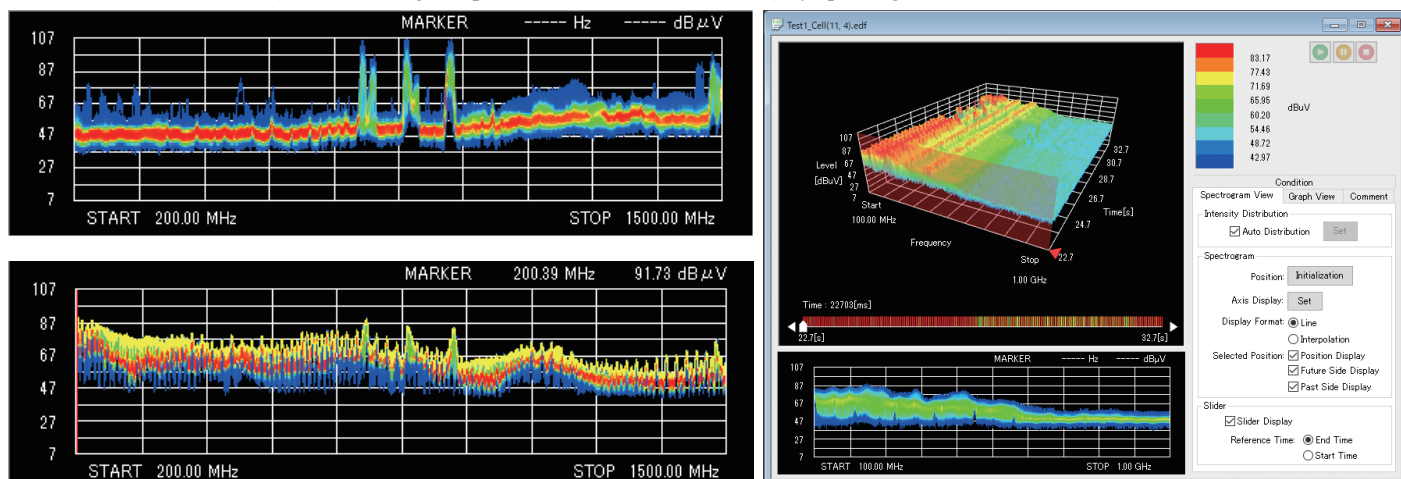 MARKER ----- Hz ----- dBμV
107
87
67
47
27
7
START 200.00 MHz STOP 1500.00 MHz
MARKER 200.39 MHz 91.73 dBμV
107
87
67
47
27
7
START 200.00 MHz STOP 1500.00 MHz
Test1_Cell(11, 4).edf
107
87
Level 67
[dBuV] 47
27
7
Start
100.00 MHz
Frequency
Stop
1.00 GHz
32.7
30.7
28.7
26.7
Time[s]
24.7
22.7
Time : 22703[ms]
22.7[s] 32.7[s]
MARKER ----- Hz ----- dBμV
107
87
67
47
27
7
START 100.00 MHz STOP 1.00 GHz
83.17
77.43
71.69
65.95 dBuV
60.20
54.46
48.72
42.97
Condition
Spectrogram View Graph View Comment
Intensity Distribution
Auto Distribution Set
Spectrogram
Position: Initialization
Axis Display: Set
Display Format: Line
Interpolation
Selected Position: Position Display
Future Side Display
Past Side Display
Slider
Slider Display
Reference Time: End Time
Start Time